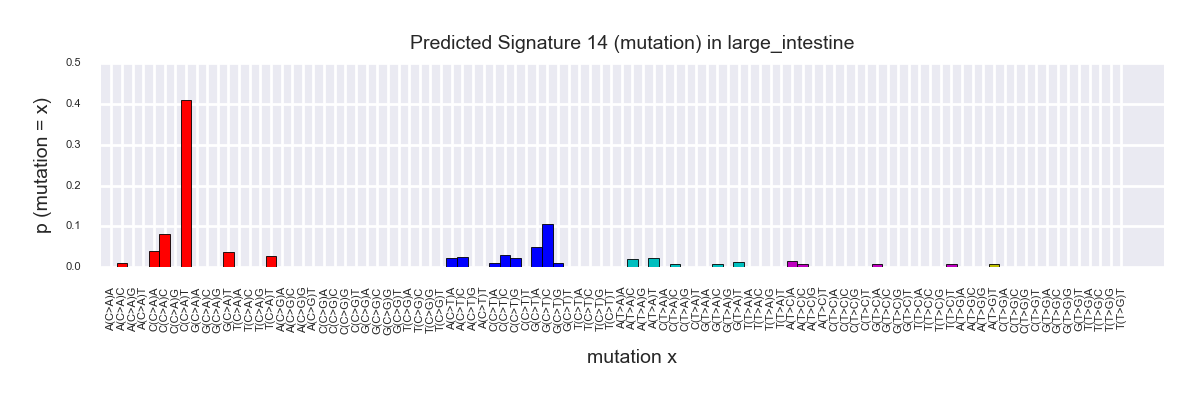 Predicted Signature 14 (mutation) in large_intestine
p (mutation = x)
0.5
0.4
0.3
0.2
0.1
0.0
A(C>A)A
A(C>A)C
A(C>A)G
A(C>A)T
C(C>A)A
C(C>A)C
C(C>A)G
C(C>A)T
G(C>A)A
G(C>A)C
G(C>A)G
G(C>A)T
T(C>A)A
T(C>A)C
T(C>A)G
T(C>A)T
A(C>G)A
A(C>G)C
A(C>G)G
A(C>G)T
C(C>G)A
C(C>G)C
C(C>G)G
C(C>G)T
G(C>G)A
G(C>G)C
G(C>G)G
G(C>G)T
T(C>G)A
T(C>G)C
T(C>G)G
T(C>G)T
A(C>T)A
A(C>T)C
A(C>T)G
A(C>T)T
C(C>T)A
C(C>T)C
C(C>T)G
C(C>T)T
G(C>T)A
G(C>T)C
G(C>T)G
G(C>T)T
T(C>T)A
T(C>T)C
T(C>T)G
T(C>T)T
A(T>A)A
A(T>A)C
A(T>A)G
A(T>A)T
C(T>A)A
C(T>A)C
C(T>A)G
C(T>A)T
G(T>A)A
G(T>A)C
G(T>A)G
G(T>A)T
T(T>A)A
T(T>A)C
T(T>A)G
T(T>A)T
A(T>C)A
A(T>C)C
A(T>C)G
A(T>C)T
C(T>C)A
C(T>C)C
C(T>C)G
C(T>C)T
G(T>C)A
G(T>C)C
G(T>C)G
G(T>C)T
T(T>C)A
T(T>C)C
T(T>C)G
T(T>C)T
A(T>G)A
A(T>G)C
A(T>G)G
A(T>G)T
C(T>G)A
C(T>G)C
C(T>G)G
C(T>G)T
G(T>G)A
G(T>G)C
G(T>G)G
G(T>G)T
T(T>G)A
T(T>G)C
T(T>G)G
T(T>G)T
mutation x